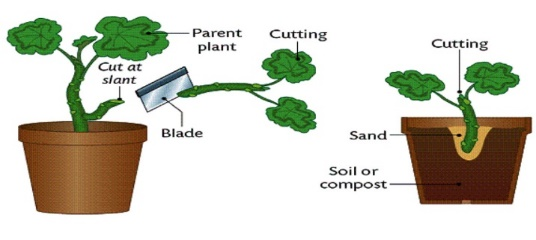 Parent
plant
Cut at
slant
Blade
Cutting
Cutting
Sand
Soil or
compost